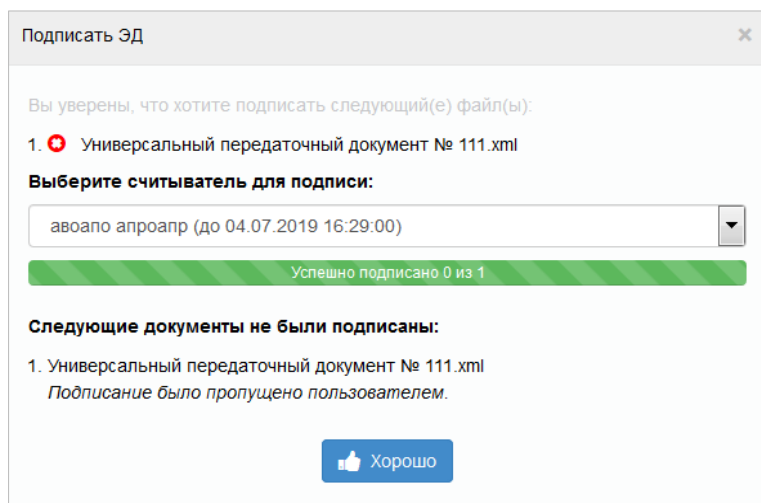 Подписать ЭД
Вы уверены, что хотите подписать следующий(е) файл(ы):
1. Универсальный передаточный документ № 111.xml
Выберите считыватель для подписи:
авоапо апроапр (до 04.07.2019 16:29:00)
Успешно подписано 0 из 1
Следующие документы не были подписаны:
1. Универсальный передаточный документ № 111.xml
Подписание было пропущено пользователем.
Хорошо